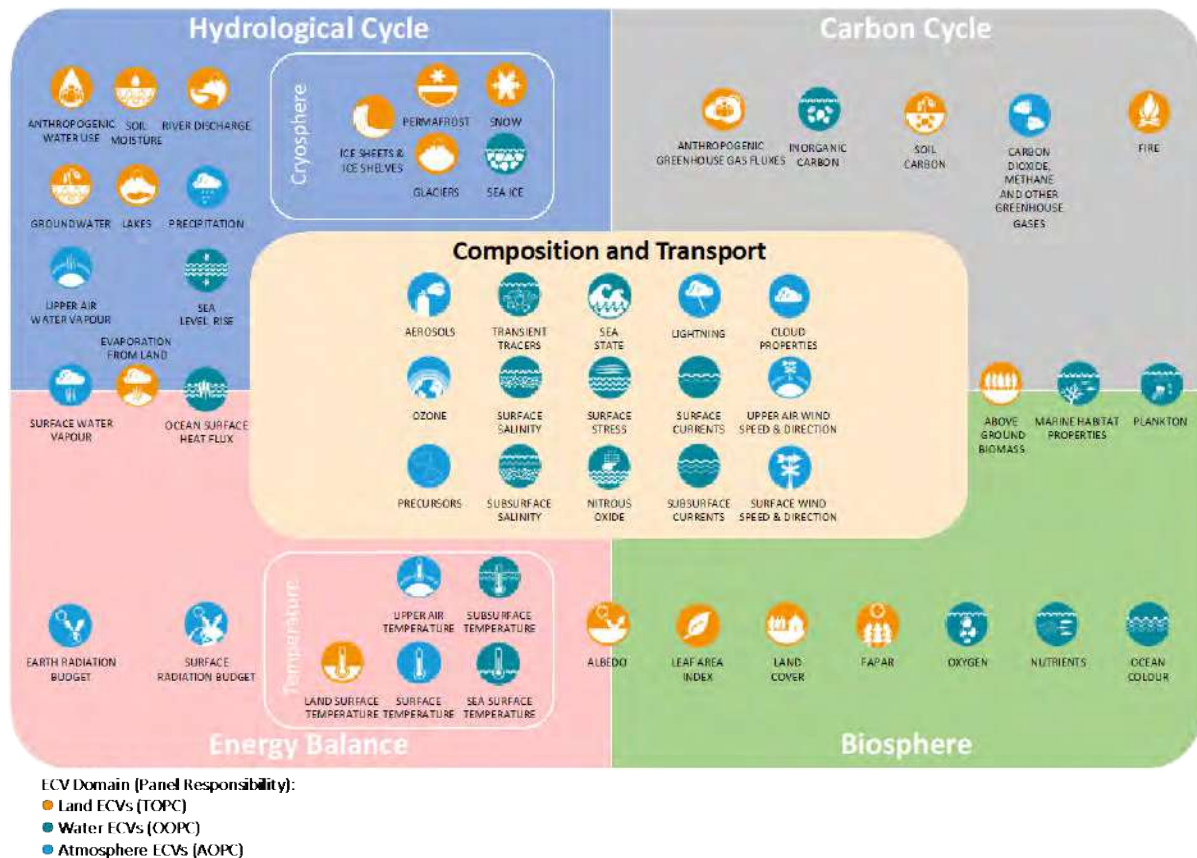 Hydrological Cycle
Carbon Cycle
Cryosphere
ANTHROPOGENIC
WATER USE
SOIL
MOISTURE
RIVER DISCHARGE
ICE SHEETS &
ICE SHELVES
PERMAFROST
SNOW
GLACIERS
SEA ICE
GROUNDWATER
LAKES
PRECIPITATION
UPPER AIR
WATER VAPOUR
SEA
LEVEL RISE
EVAPORATION
FROM LAND
SURFACE WATER
VAPOUR
OCEAN SURFACE
HEAT FLUX
ANTHROPOGENIC
GREENHOUSE GAS FLUXES
INORGANIC
CARBON
SOIL
CARBON
CARBON
DIOXIDE,
METHANE
AND OTHER
GREENHOUSE
GASES
FIRE
Composition and Transport
AEROSOLS
TRANSIENT
TRACERS
SEA
STATE
LIGHTNING
CLOUD
PROPERTIES
OZONE
SURFACE
SALINITY
SURFACE
STRESS
SURFACE
CURRENTS
UPPER AIR WIND
SPEED & DIRECTION
PRECURSORS
SUBSURFACE
SALINITY
NITROUS
OXIDE
SUBSURFACE
CURRENTS
SURFACE WIND
SPEED & DIRECTION
ABOVE
GROUND
BIOMASS
MARINE HABITAT
PROPERTIES
PLANKTON
Temperature
UPPER AIR
TEMPERATURE
SUBSURFACE
TEMPERATURE
LAND SURFACE
TEMPERATURE
SURFACE
TEMPERATURE
SEA SURFACE
TEMPERATURE
EARTH RADIATION
BUDGET
SURFACE
RADIATION BUDGET
ALBEDO
LEAF AREA
INDEX
LAND
COVER
FAPAR
OXYGEN
NUTRIENTS
OCEAN
COLOUR
Energy Balance
Biosphere
ECV Domain (Panel Responsibility):
Land ECVs (TOPC)
Water ECVs (OOPC)
Atmosphere ECVs (AOPC)